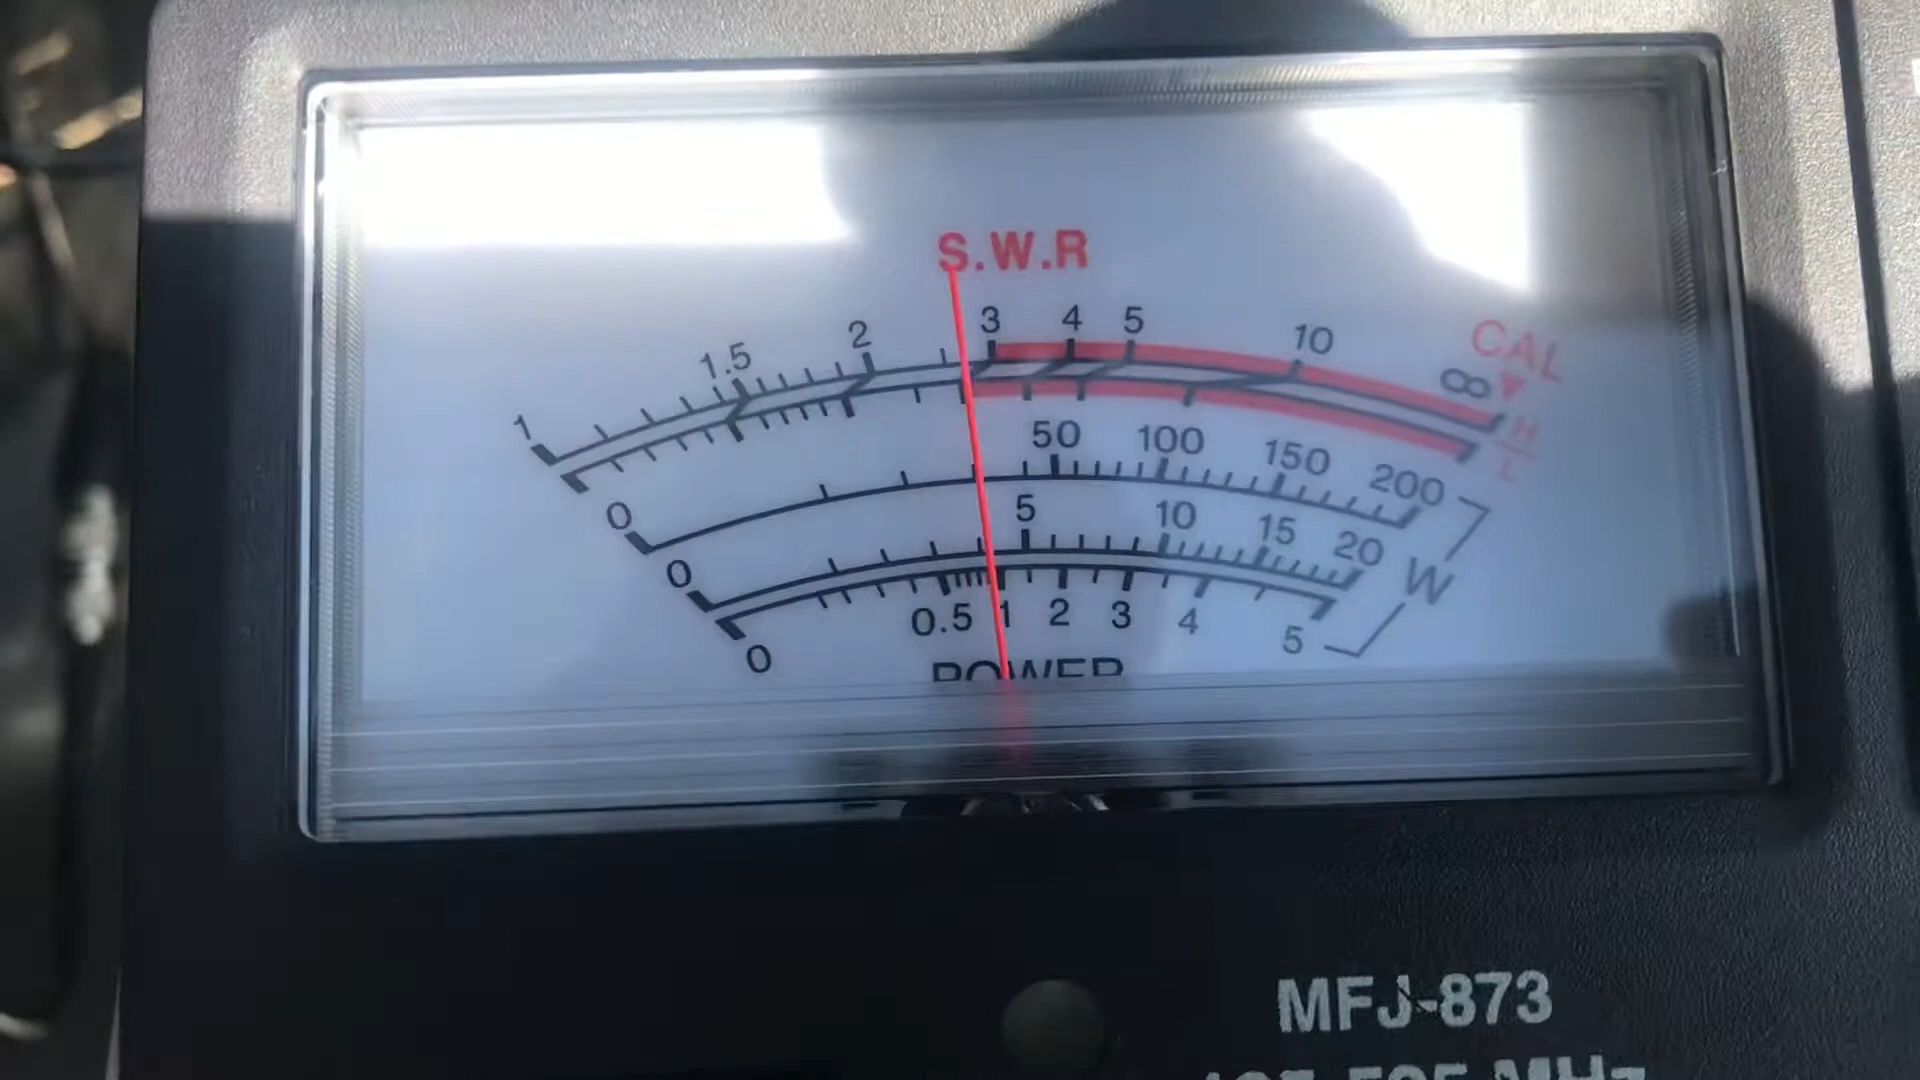 S.W.R
1 1.5 2 3 4 5 10 ∞ CAL
H
L
0 50 100 150 200
0 5 10 15 20 W
0 0.5 1 2 3 4 5
POWER
MFJ-873